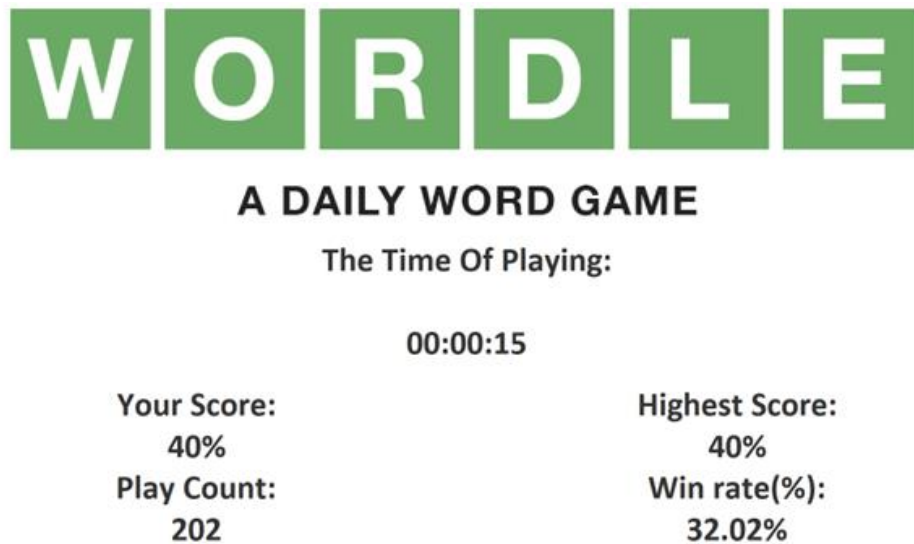 WORDLE
A DAILY WORD GAME
The Time Of Playing:
00:00:15
Your Score:
40%
Highest Score:
40%
Play Count:
202
Win rate(%):
32.02%